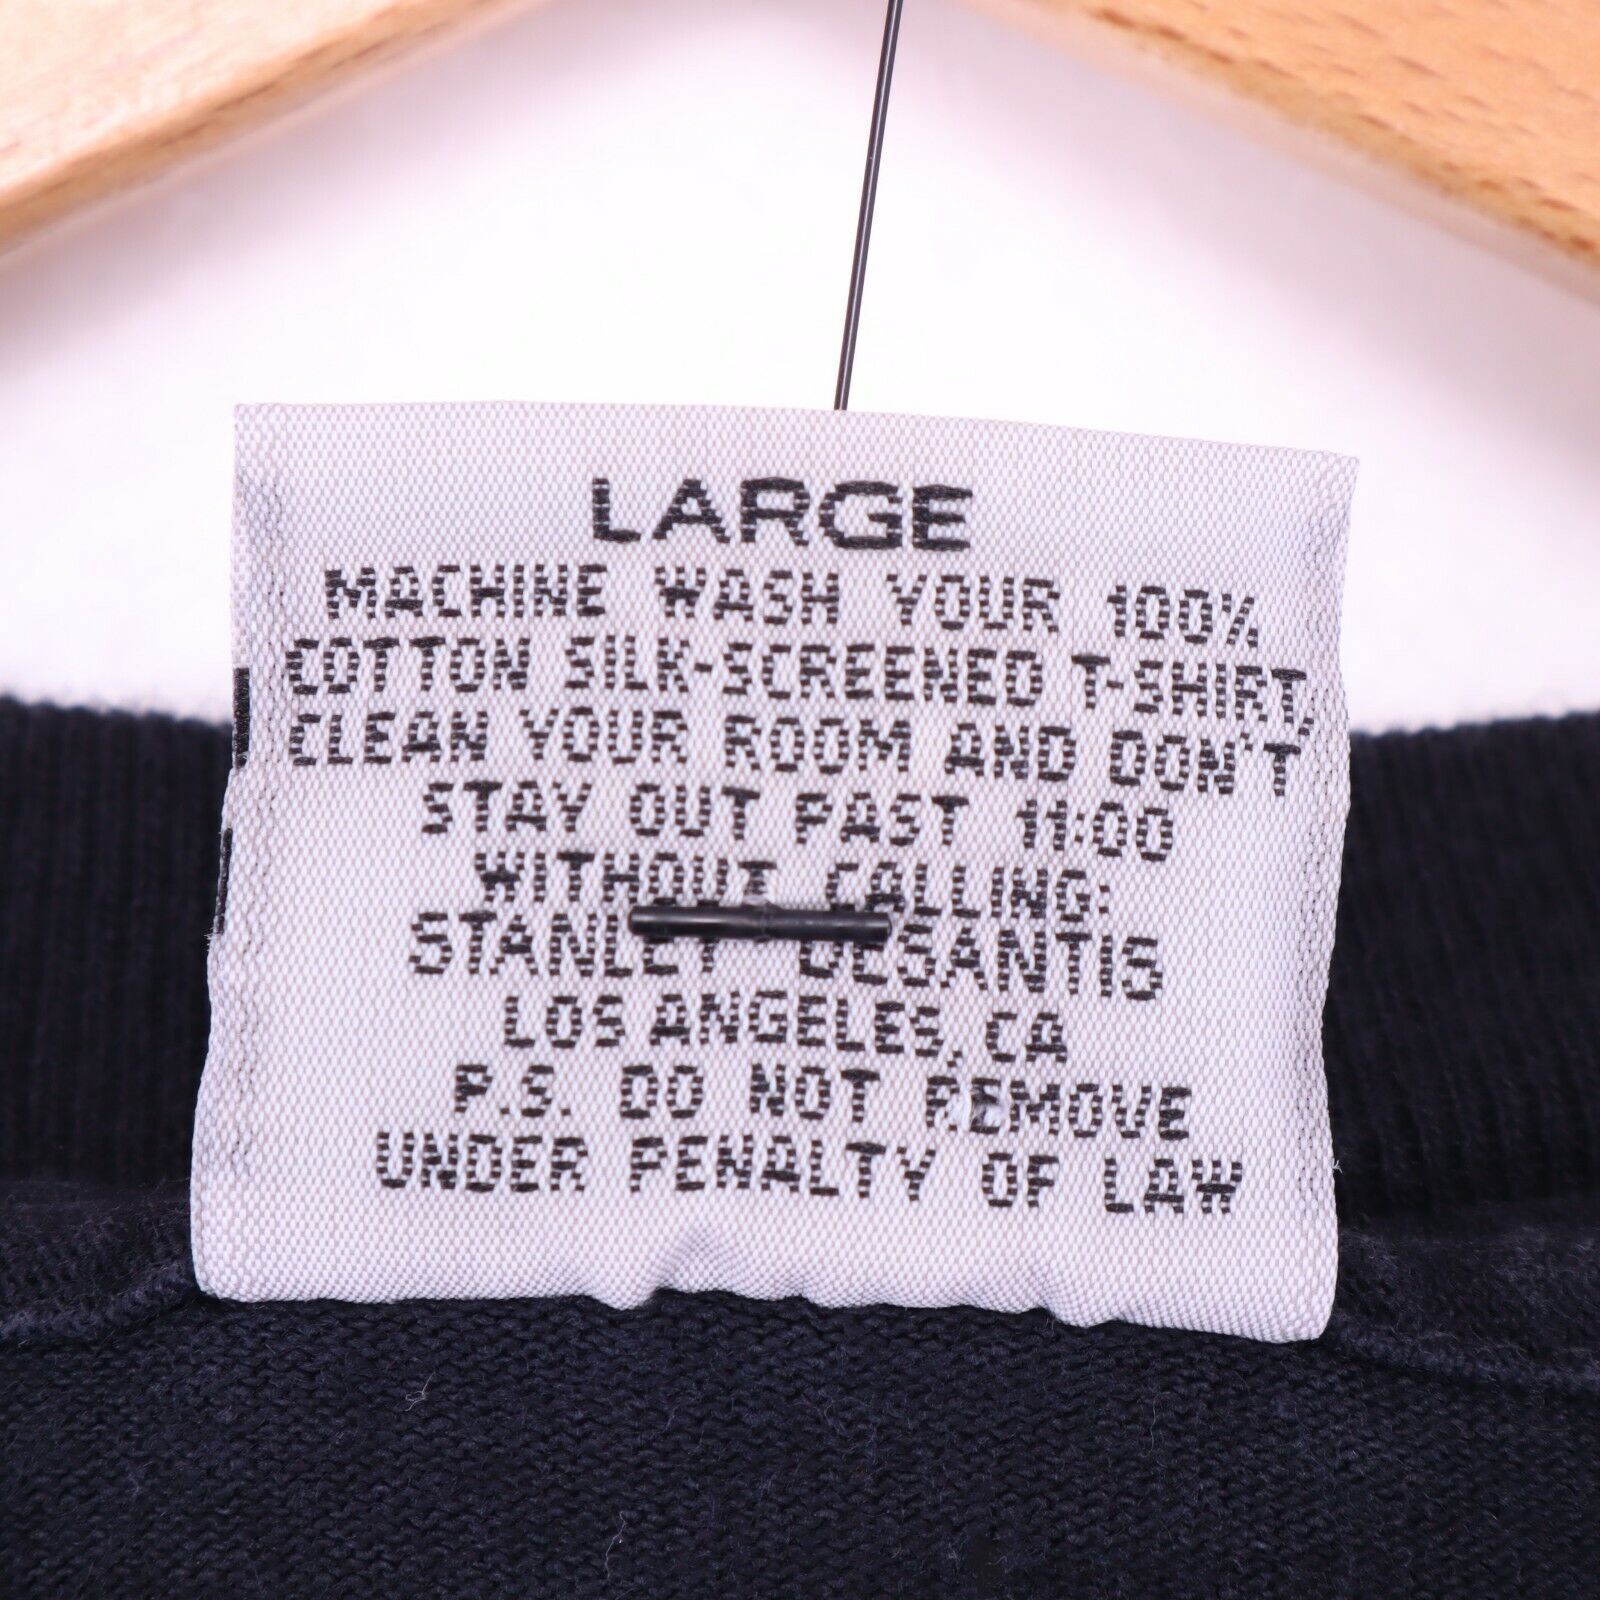 LARGE
MACHINE WASH YOUR 100%
COTTON SILK-SCREENED T-SHIRT,
CLEAN YOUR ROOM AND DON'T
STAY OUT PAST 11:00
WITHOUT CALLING:
STANLEY DESANTIS
LOS ANGELES, CA
P.S. DO NOT REMOVE
UNDER PENALTY OF LAW